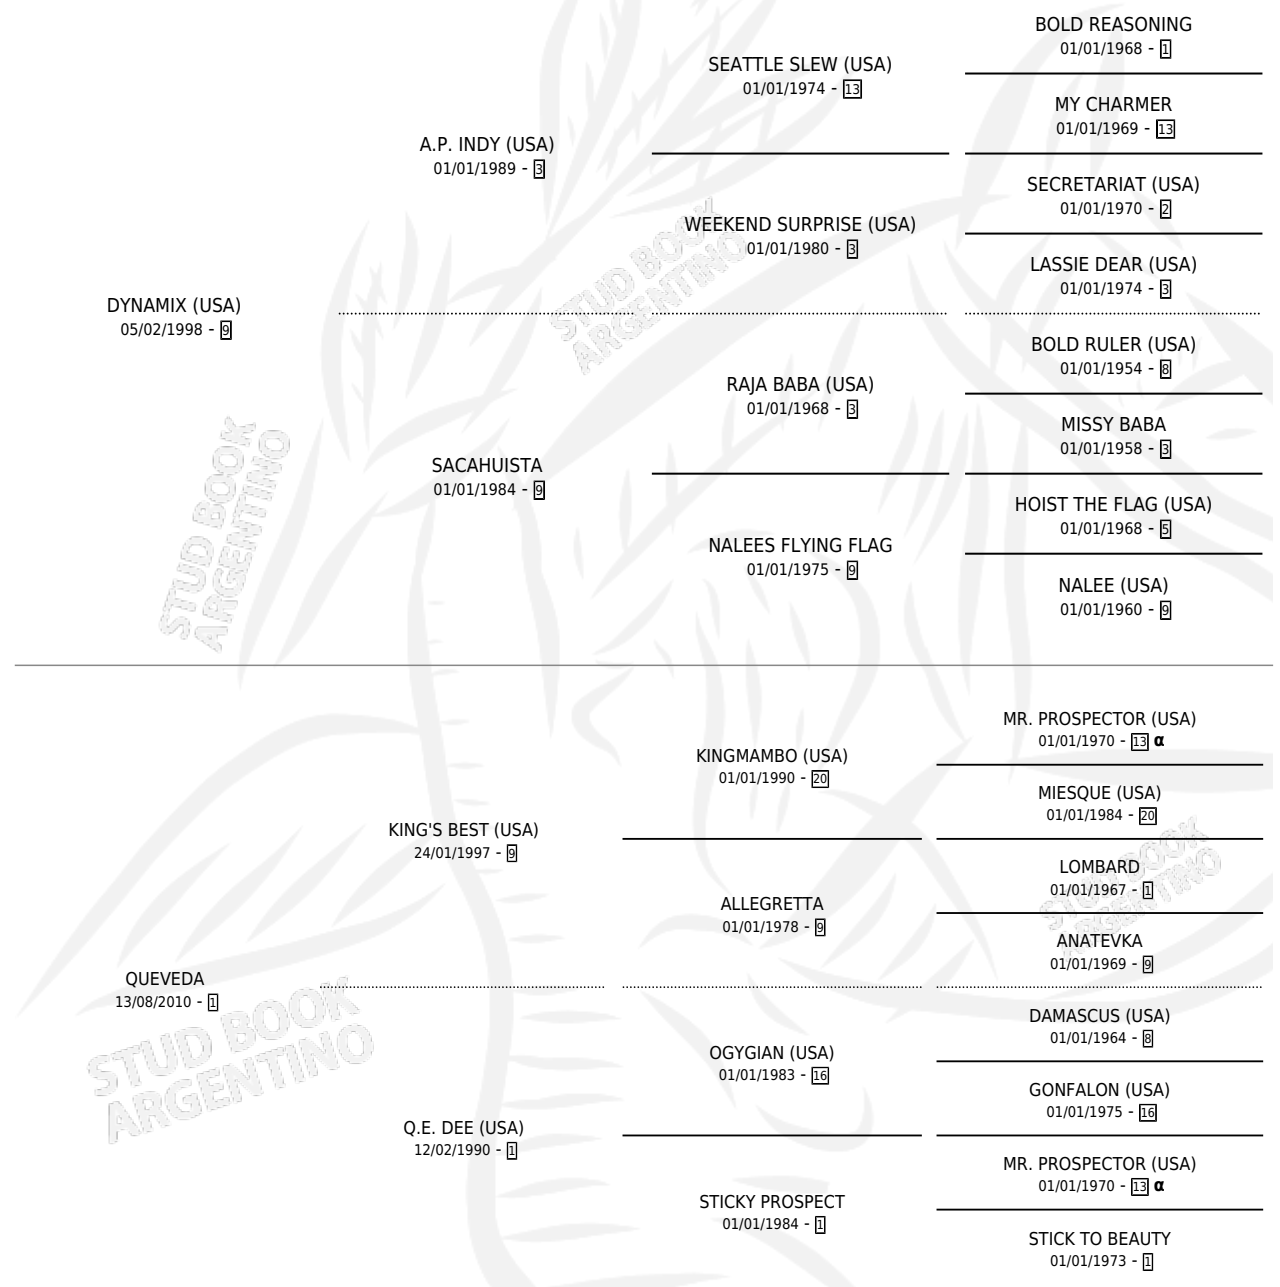 BOLD REASONING
01/01/1968 - 1
SEATTLE SLEW (USA)
01/01/1974 - 13
MY CHARMER
01/01/1969 - 13
A.P. INDY (USA)
01/01/1989 - 3
SECRETARIAT (USA)
01/01/1970 - 2
WEEKEND SURPRISE (USA)
01/01/1980 - 3
LASSIE DEAR (USA)
01/01/1974 - 3
DYNAMIX (USA)
05/02/1998 - 9
BOLD RULER (USA)
01/01/1954 - 8
RAJA BABA (USA)
01/01/1968 - 3
MISSY BABA
01/01/1958 - 3
SACAHUISTA
01/01/1984 - 9
HOIST THE FLAG (USA)
01/01/1968 - 5
NALEES FLYING FLAG
01/01/1975 - 9
NALEE (USA)
01/01/1960 - 9
MR. PROSPECTOR (USA)
01/01/1970 - 13 α
KINGMAMBO (USA)
01/01/1990 - 20
MIESQUE (USA)
01/01/1984 - 20
KING'S BEST (USA)
24/01/1997 - 9
LOMBARD
01/01/1967 - 1
ALLEGRETTA
01/01/1978 - 9
ANATEVKA
01/01/1969 - 9
QUEVEDA
13/08/2010 - 1
DAMASCUS (USA)
01/01/1964 - 8
OGYGIAN (USA)
01/01/1983 - 16
GONFALON (USA)
01/01/1975 - 16
Q.E. DEE (USA)
12/02/1990 - 1
MR. PROSPECTOR (USA)
01/01/1970 - 13 α
STICKY PROSPECT
01/01/1984 - 1
STICK TO BEAUTY
01/01/1973 - 1
STUD BOOK
ARGENTINO
STUD BOOK
ARGENTINO
STUD BOOK
ARGENTINO
STUD BOOK
ARGENTINO